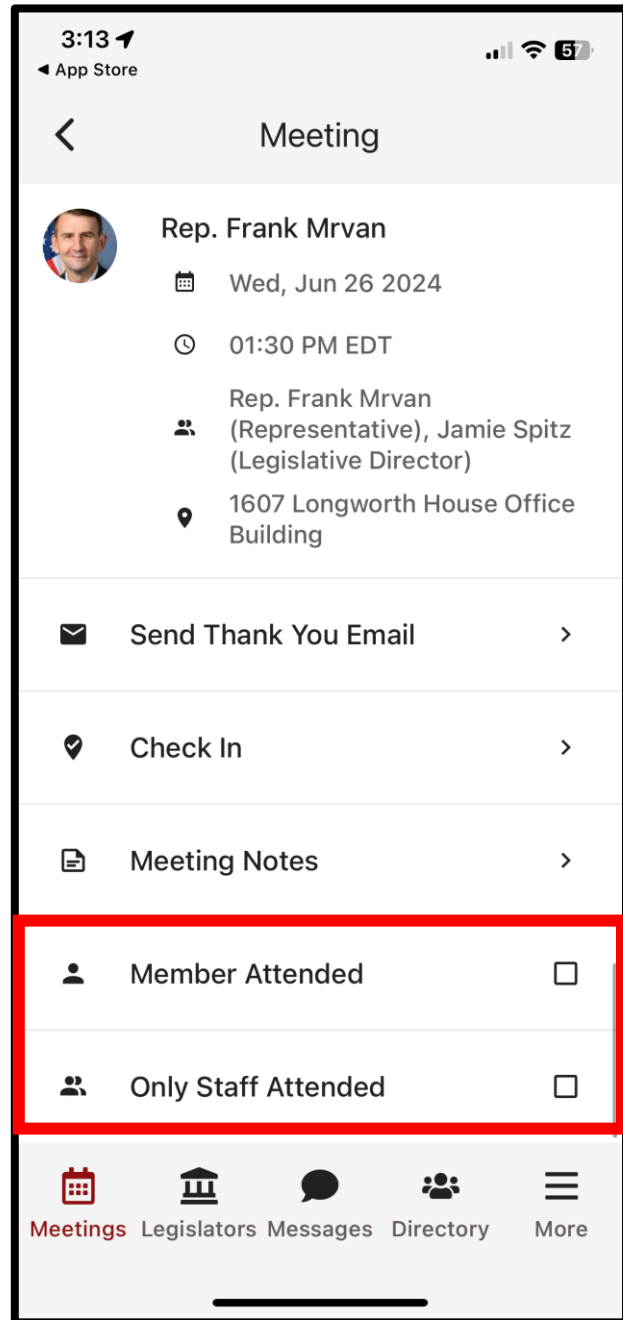 3:13
57
◀ App Store
Meeting
Rep. Frank Mrvan
Wed, Jun 26 2024
01:30 PM EDT
Rep. Frank Mrvan
(Representative), Jamie Spitz
(Legislative Director)
1607 Longworth House Office
Building
Send Thank You Email
Check In
Meeting Notes
Member Attended
Only Staff Attended
Meetings Legislators Messages Directory More